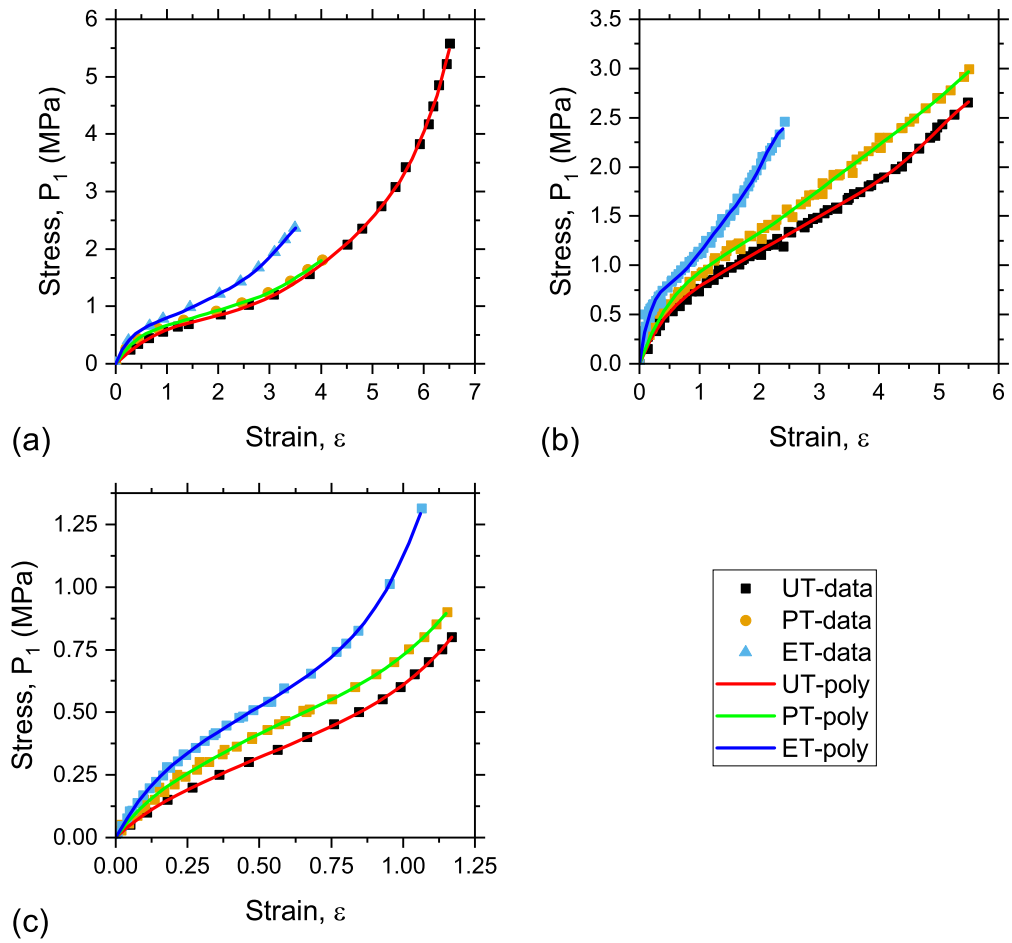 6
5
4
3
2
1
0
Stress, P1 (MPa)
0 1 2 3 4 5 6 7
Strain, ε
(a)
3.5
3.0
2.5
2.0
1.5
1.0
0.5
0.0
Stress, P1 (MPa)
0 1 2 3 4 5 6
Strain, ε
(b)
1.25
1.00
0.75
0.50
0.25
0.00
Stress, P1 (MPa)
0.00 0.25 0.50 0.75 1.00 1.25
Strain, ε
(c)
UT-data
PT-data
ET-data
UT-poly
PT-poly
ET-poly